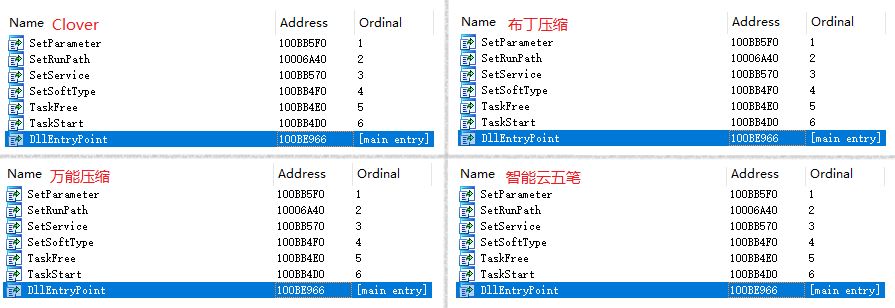 Name Clover Address Ordinal
SetParameter 100BB5F0 1
SetRunPath 10006A40 2
SetService 100BB570 3
SetSoftType 100BB4F0 4
TaskFree 100BB4E0 5
TaskStart 100BB4D0 6
DllEntryPoint 100BE966 [main entry]
Name 布丁压缩 Address Ordinal
SetParameter 100BB5F0 1
SetRunPath 10006A40 2
SetService 100BB570 3
SetSoftType 100BB4F0 4
TaskFree 100BB4E0 5
TaskStart 100BB4D0 6
DllEntryPoint 100BE966 [main entry]
Name 万能压缩 Address Ordinal
SetParameter 100BB5F0 1
SetRunPath 10006A40 2
SetService 100BB570 3
SetSoftType 100BB4F0 4
TaskFree 100BB4E0 5
TaskStart 100BB4D0 6
DllEntryPoint 100BE966 [main entry]
Name 智能云五笔 Address Ordinal
SetParameter 100BB5F0 1
SetRunPath 10006A40 2
SetService 100BB570 3
SetSoftType 100BB4F0 4
TaskFree 100BB4E0 5
TaskStart 100BB4D0 6
DllEntryPoint 100BE966 [main entry]